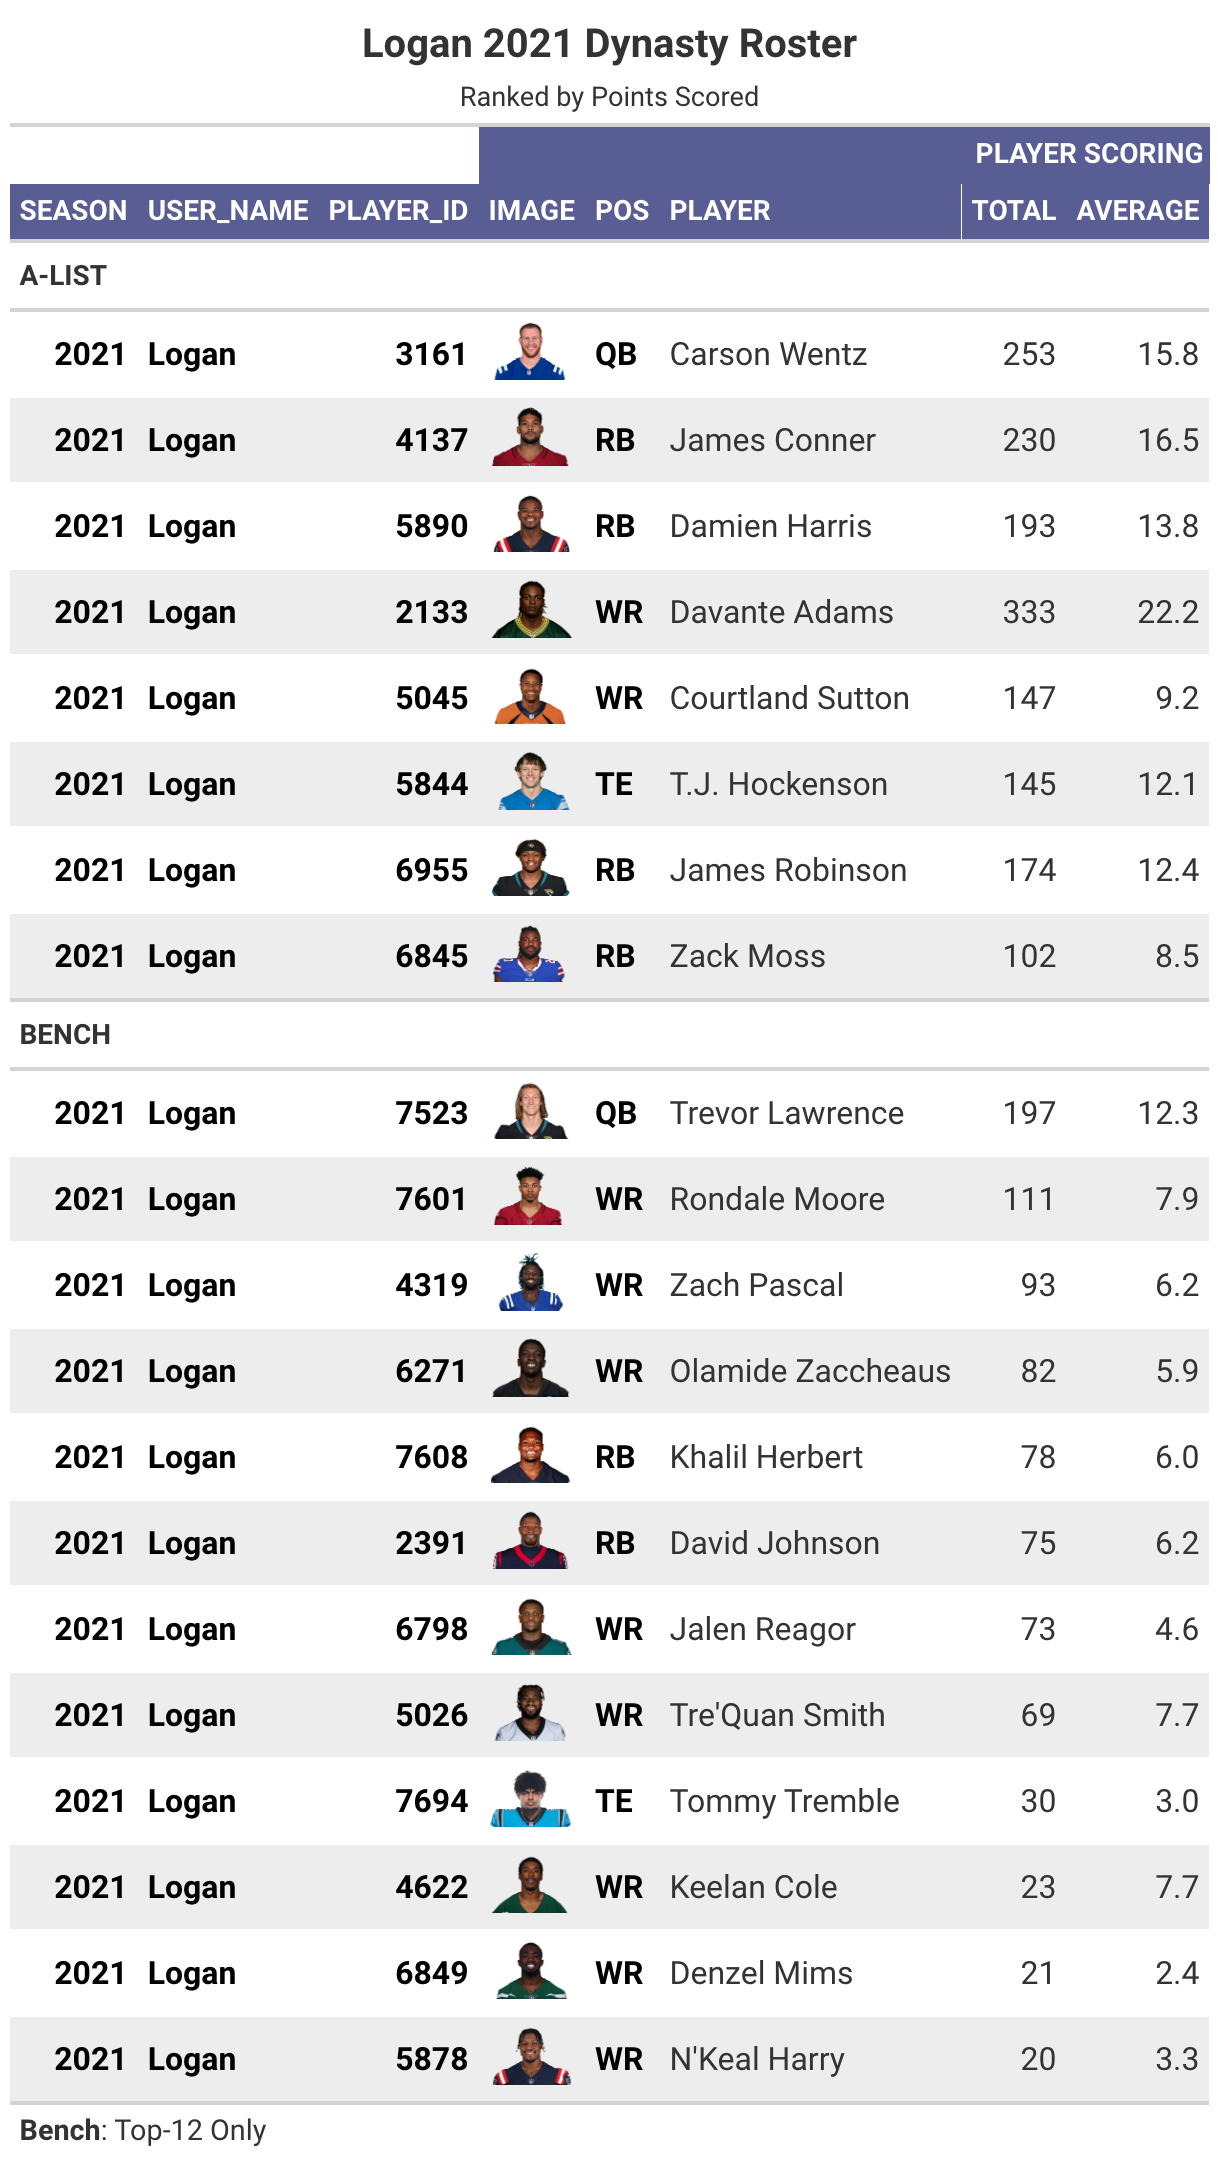 Logan 2021 Dynasty Roster
Ranked by Points Scored
PLAYER SCORING
SEASON USER_NAME PLAYER_ID IMAGE POS PLAYER TOTAL AVERAGE
A-LIST
2021 Logan 3161 QB Carson Wentz 253 15.8
2021 Logan 4137 RB James Conner 230 16.5
2021 Logan 5890 RB Damien Harris 193 13.8
2021 Logan 2133 WR Davante Adams 333 22.2
2021 Logan 5045 WR Courtland Sutton 147 9.2
2021 Logan 5844 TE T.J. Hockenson 145 12.1
2021 Logan 6955 RB James Robinson 174 12.4
2021 Logan 6845 RB Zack Moss 102 8.5
BENCH
2021 Logan 7523 QB Trevor Lawrence 197 12.3
2021 Logan 7601 WR Rondale Moore 111 7.9
2021 Logan 4319 WR Zach Pascal 93 6.2
2021 Logan 6271 WR Olamide Zaccheaus 82 5.9
2021 Logan 7608 RB Khalil Herbert 78 6.0
2021 Logan 2391 RB David Johnson 75 6.2
2021 Logan 6798 WR Jalen Reagor 73 4.6
2021 Logan 5026 WR Tre'Quan Smith 69 7.7
2021 Logan 7694 TE Tommy Tremble 30 3.0
2021 Logan 4622 WR Keelan Cole 23 7.7
2021 Logan 6849 WR Denzel Mims 21 2.4
2021 Logan 5878 WR N'Keal Harry 20 3.3
Bench: Top-12 Only